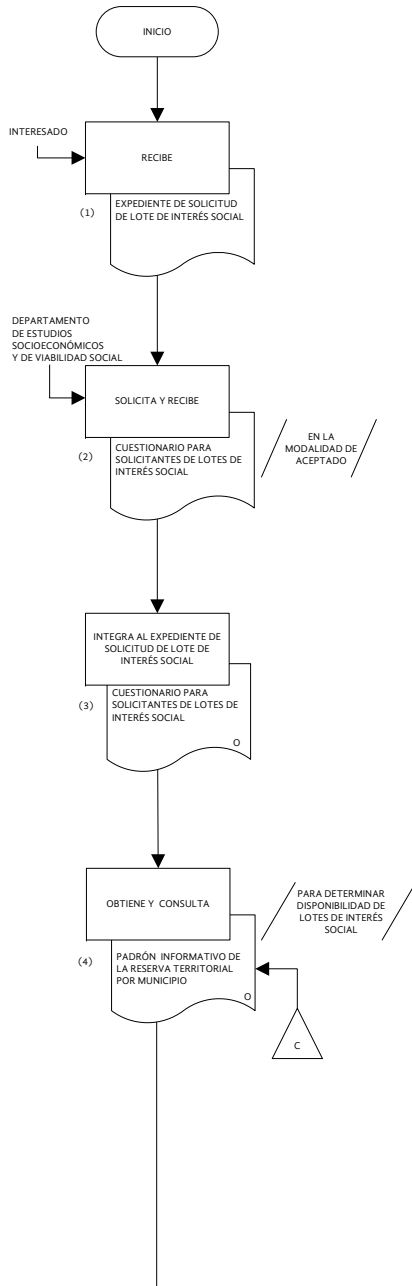 INICIO
INTERESADO
RECIBE
(1)
EXPEDIENTE DE SOLICITUD
DE LOTE DE INTERÉS SOCIAL
DEPARTAMENTO
DE ESTUDIOS
SOCIOECONÓMICOS
Y DE VIABILIDAD SOCIAL
SOLICITA Y RECIBE
(2)
CUESTIONARIO PARA
SOLICITANTES DE LOTES DE
INTERÉS SOCIAL
EN LA
MODALIDAD DE
ACEPTADO
INTEGRA AL EXPEDIENTE DE
SOLICITUD DE LOTE DE
INTERÉS SOCIAL
(3)
CUESTIONARIO PARA
SOLICITANTES DE LOTES DE
INTERÉS SOCIAL
O
OBTIENE Y CONSULTA
PARA DETERMINAR
DISPONIBILIDAD DE
LOTES DE INTERÉS
SOCIAL
(4)
PADRÓN INFORMATIVO DE
LA RESERVA TERRITORIAL
POR MUNICIPIO
O
C